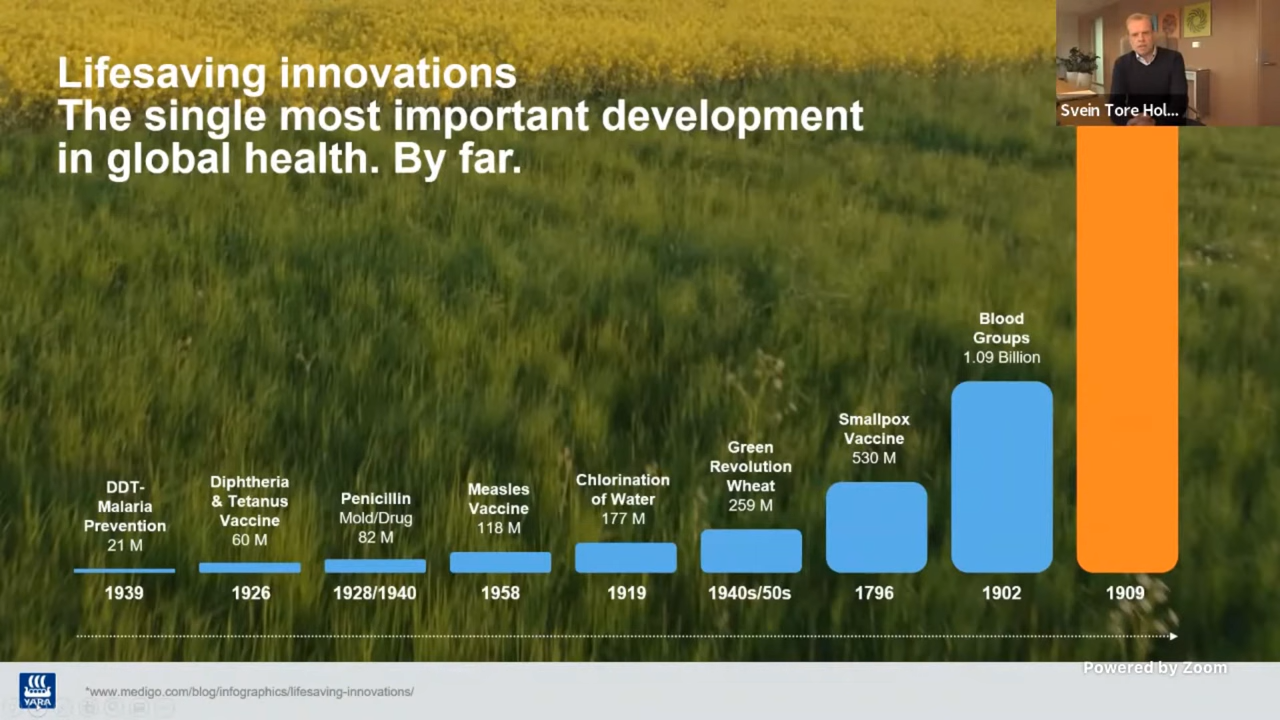 Lifesaving innovations
The single most important development
in global health. By far.
Svein Tore Hol...
Blood
Groups
1.09 Billion
Smallpox
Vaccine
530 M
Green
Revolution
Wheat
259 M
Chlorination
of Water
177 M
Measles
Vaccine
118 M
Penicillin
Mold/Drug
82 M
Diphtheria
& Tetanus
Vaccine
60 M
DDT-
Malaria
Prevention
21 M
1939
1926
1928/1940
1958
1919
1940s/50s
1796
1902
1909
Powered by Zoom
YARA
*www.medigo.com/blog/infographics/lifesaving-innovations/